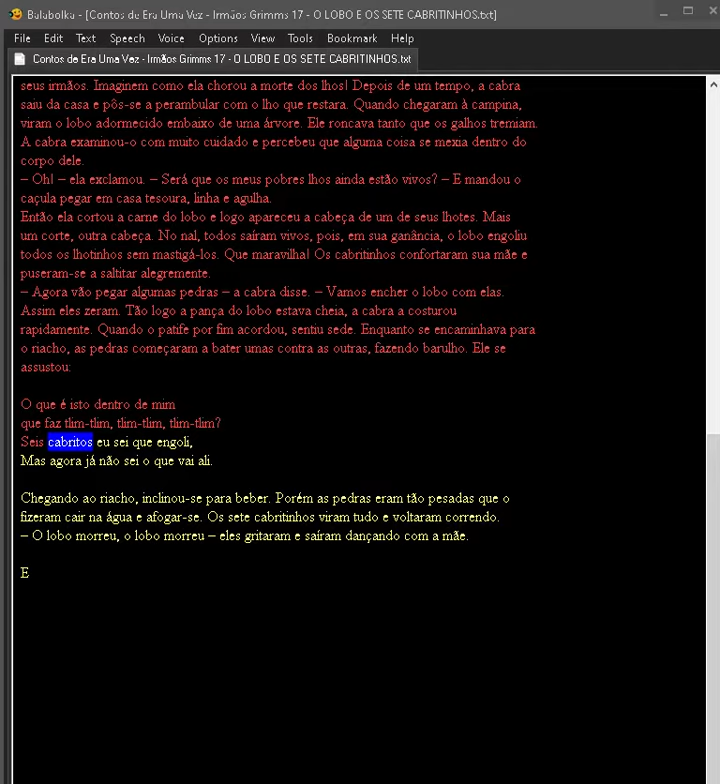 Balabolka - [Contos de Era Uma Vez - Irmãos Grimms 17 - O LOBO E OS SETE CABRITINHOS.txt]
File Edit Text Speech Voice Options View Tools Bookmark Help
Contos de Era Uma Vez - Irmãos Grimms 17 - O LOBO E OS SETE CABRITINHOS.txt
seus irmãos. Imaginem como ela chorou a morte dos lhos! Depois de um tempo, a cabra
saiu da casa e pôs-se a perambular com o lho que restara. Quando chegaram à campina,
viram o lobo adormecido embaixo de uma árvore. Ele roncava tanto que os galhos tremiam.
A cabra examinou-o com muito cuidado e percebeu que alguma coisa se mexia dentro do
corpo dele.
– Oh! – ela exclamou. – Será que os meus pobres lhos ainda estão vivos? – E mandou o
caçula pegar em casa tesoura, linha e agulha.
Então ela cortou a carne do lobo e logo apareceu a cabeça de um de seus lhotes. Mais
um corte, outra cabeça. No nal, todos saíram vivos, pois, em sua ganância, o lobo engoliu
todos os lhotinhos sem mastigá-los. Que maravilha! Os cabritinhos confortaram sua mãe e
puseram-se a saltitar alegremente.
– Agora vão pegar algumas pedras – a cabra disse. – Vamos encher o lobo com elas.
Assim eles zeram. Tão logo a pança do lobo estava cheia, a cabra a costurou
rapidamente. Quando o patife por fim acordou, sentiu sede. Enquanto se encaminhava para
o riacho, as pedras começaram a bater umas contra as outras, fazendo barulho. Ele se
assustou:
O que é isto dentro de mim
que faz tlim-tlim, tlim-tlim, tlim-tlim?
Seis cabritos eu sei que engoli,
Mas agora já não sei o que vai ali.
Chegando ao riacho, inclinou-se para beber. Porém as pedras eram tão pesadas que o
fizeram cair na água e afogar-se. Os sete cabritinhos viram tudo e voltaram correndo.
– O lobo morreu, o lobo morreu – eles gritaram e saíram dançando com a mãe.
E